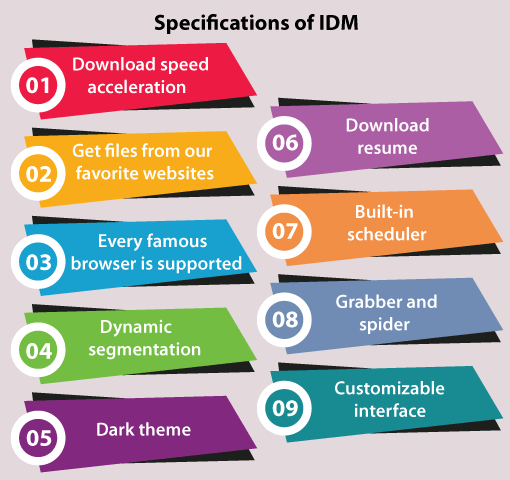 Specifications of IDM
01
Download speed
acceleration
02
Get files from our
favorite websites
03
Every famous
browser is supported
04
Dynamic
segmentation
05
Dark theme
06
Download
resume
07
Built-in
scheduler
08
Grabber and
spider
09
Customizable
interface